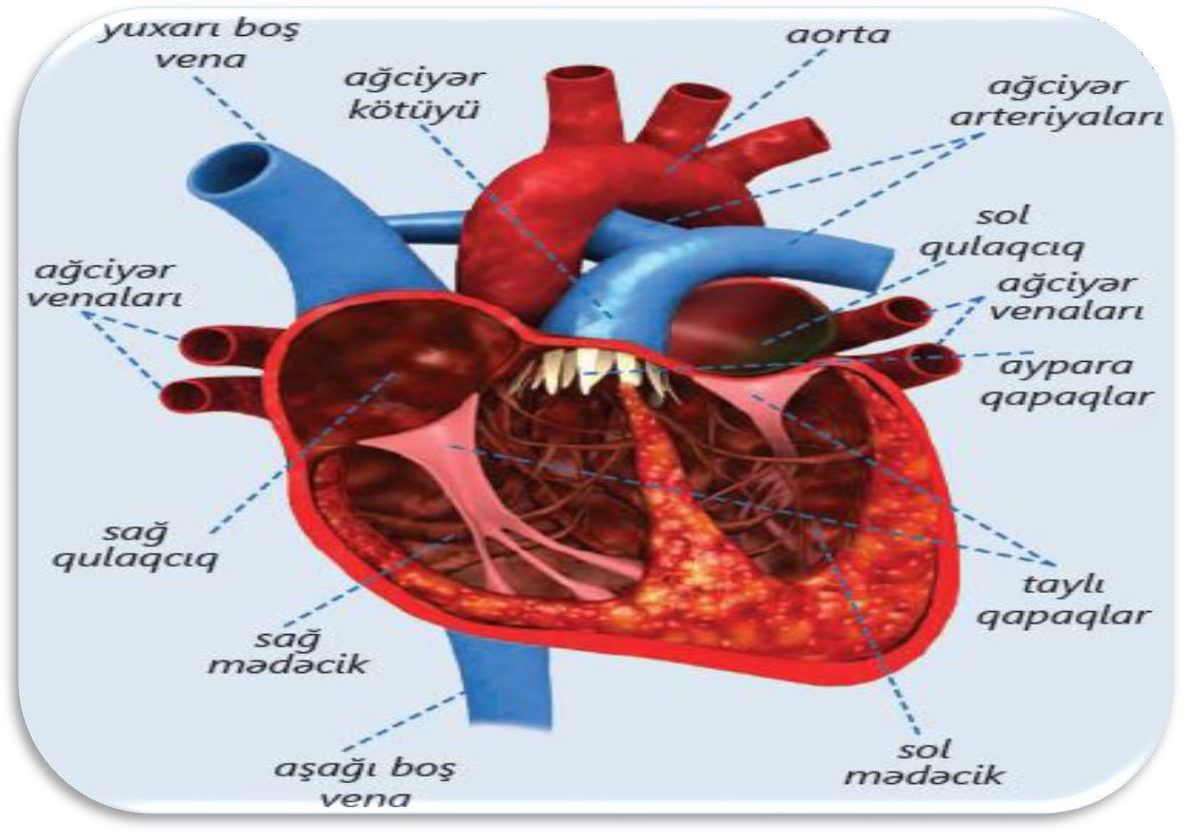 yuxarı boş
vena
ağciyər
kötüyü
aorta
ağciyər
arteriyaları
sol
qulaqcıq
ağciyər
venaları
ağciyər
venaları
aypara
qapaqlar
sağ
qulaqcıq
taylı
qapaqlar
sağ
mədəcik
sol
mədəcik
aşağı boş
vena